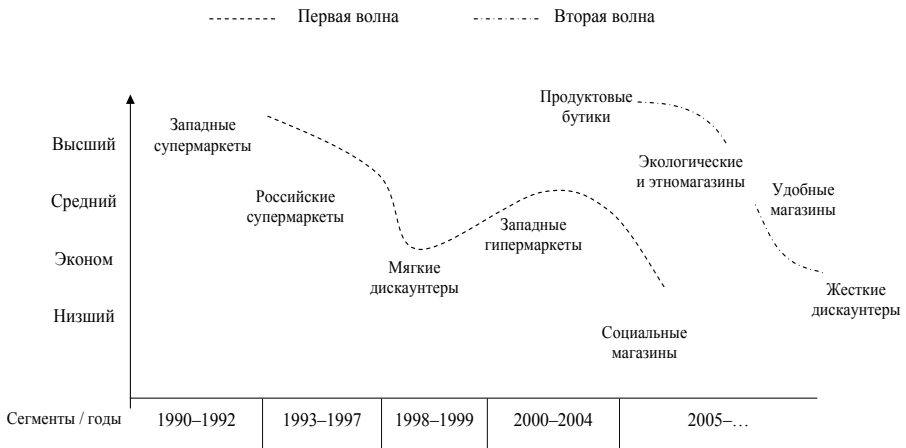 Первая волна
Вторая волна
Высший
Средний
Эконом
Низший
Западные
супермаркеты
Российские
супермаркеты
Мягкие
дискаунтеры
Западные
гипермаркеты
Социальные
магазины
Продуктовые
бутики
Экологические
и этномагазины
Удобные
магазины
Жесткие
дискаунтеры
Сегменты / годы
1990–1992
1993–1997
1998–1999
2000–2004
2005–…